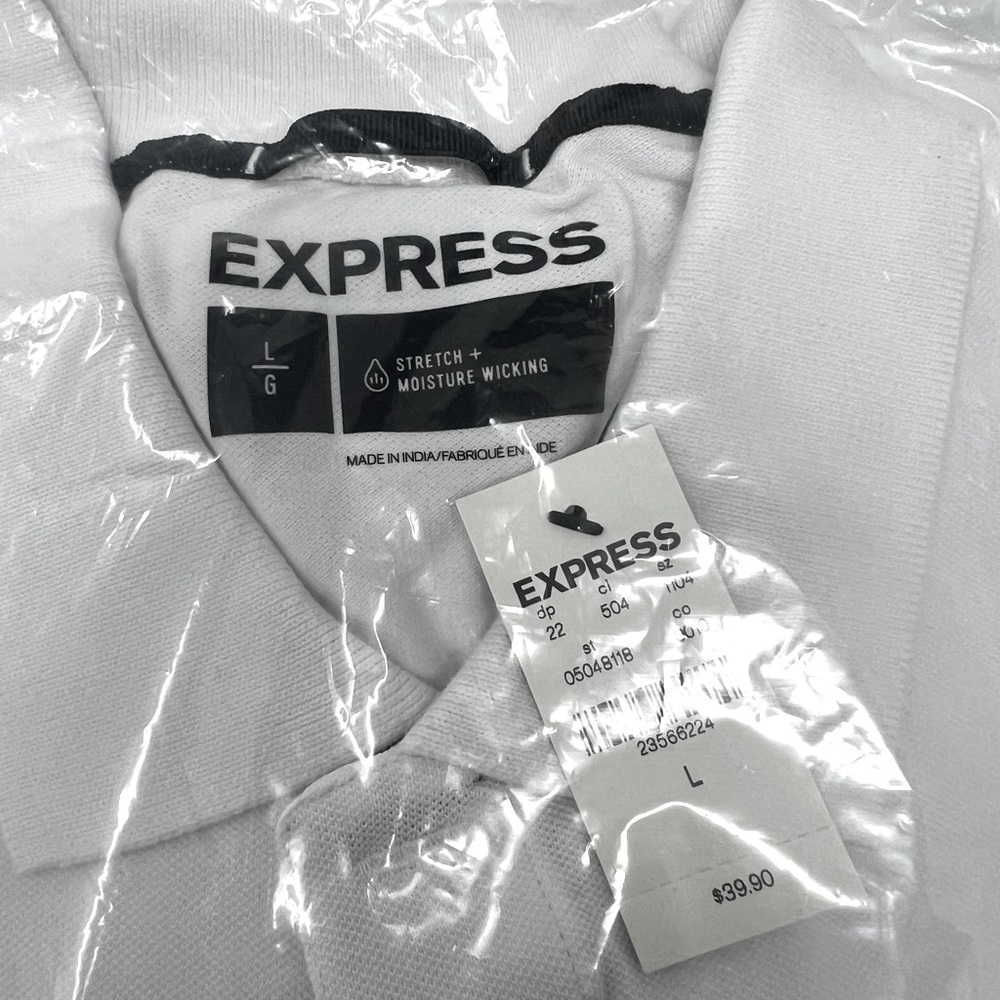 EXPRESS
L
G
STRETCH +
MOISTURE WICKING
MADE IN INDIA/FABRIQUÉ EN
EXPRESS
dp cl sz
22 504 1104
st co
05048118
23566224
L
$39.90